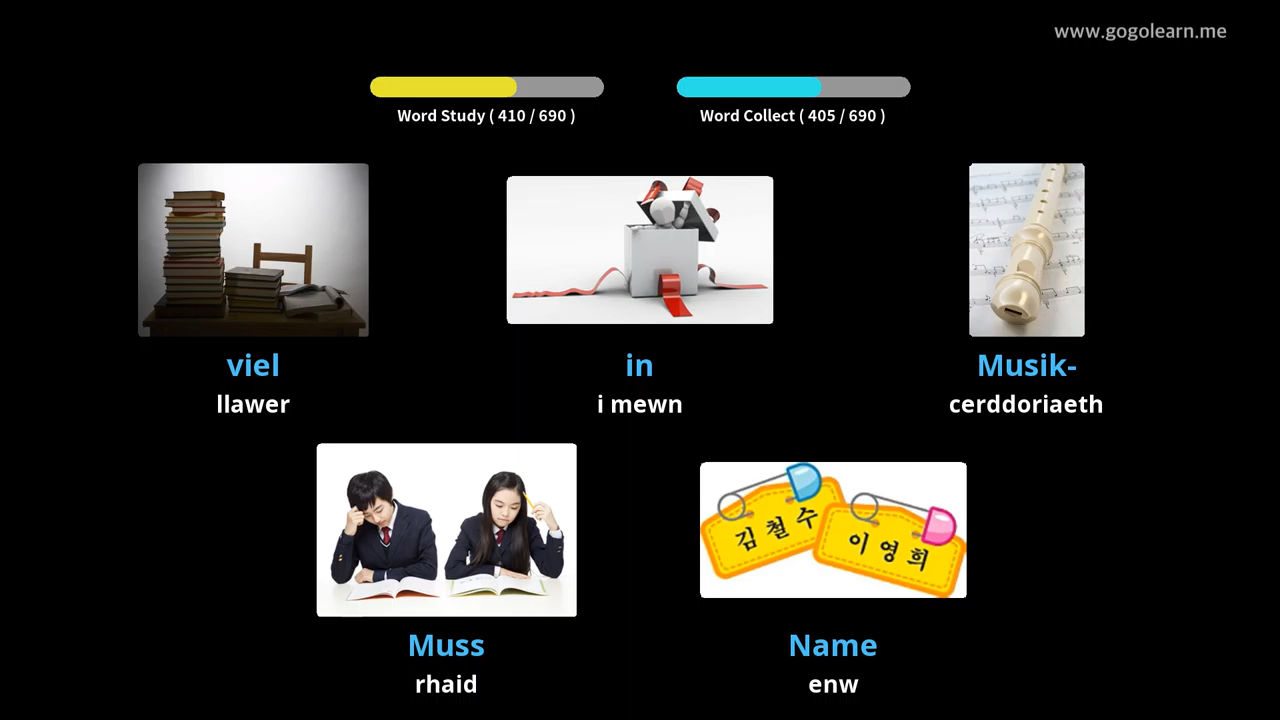 www.gogolearn.me
Word Study ( 410 / 690 )
Word Collect ( 405 / 690 )
viel
llawer
in
i mewn
Musik-
cerddoriaeth
김철수
이영희
Muss
rhaid
Name
enw